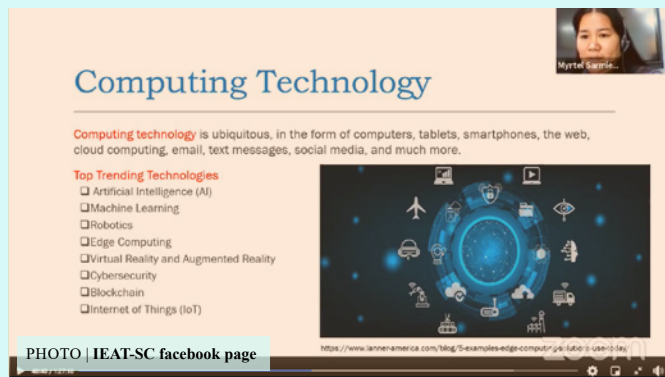 Myrtel Sarmie...
Computing Technology
Computing technology is ubiquitous, in the form of computers, tablets, smartphones, the web,
cloud computing, email, text messages, social media, and much more.
Top Trending Technologies
Artificial Intelligence (AI)
Machine Learning
Robotics
Edge Computing
Virtual Reality and Augmented Reality
Cybersecurity
Blockchain
Internet of Things (IoT)
https://www.lanner-america.com/blog/5-examples-edge-computing-solutions-use-today/
zoom
PHOTO | IEAT-SC facebook page